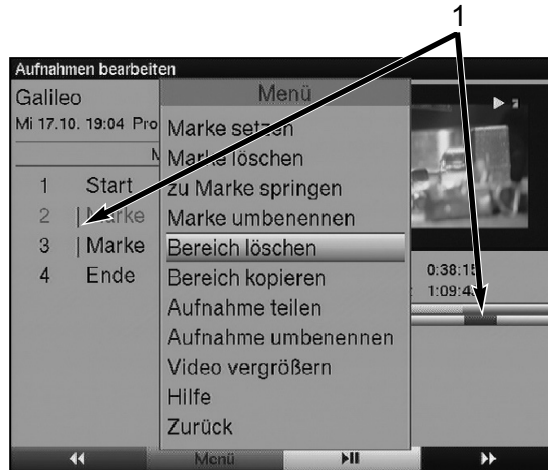 1
Aufnahmen bearbeiten
Galileo
Mi 17.10. 19:04 Pro
Menü
Marke setzen
Marke löschen
zu Marke springen
Marke umbenennen
Bereich löschen
Bereich kopieren
Aufnahme teilen
Aufnahme umbenennen
Video vergrößern
Hilfe
Zurück
M
1 Start
2 | Marke
3 | Marke
4 Ende
0:38:15
1:09:4
Menü